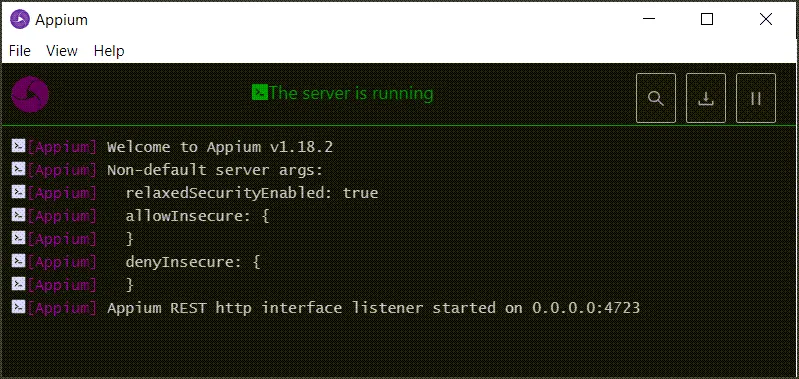 Appium
File View Help
The server is running
[Appium] Welcome to Appium v1.18.2
[Appium] Non-default server args:
[Appium]   relaxedSecurityEnabled: true
[Appium]   allowInsecure: {
[Appium]   }
[Appium]   denyInsecure: {
[Appium]   }
[Appium] Appium REST http interface listener started on 0.0.0.0:4723